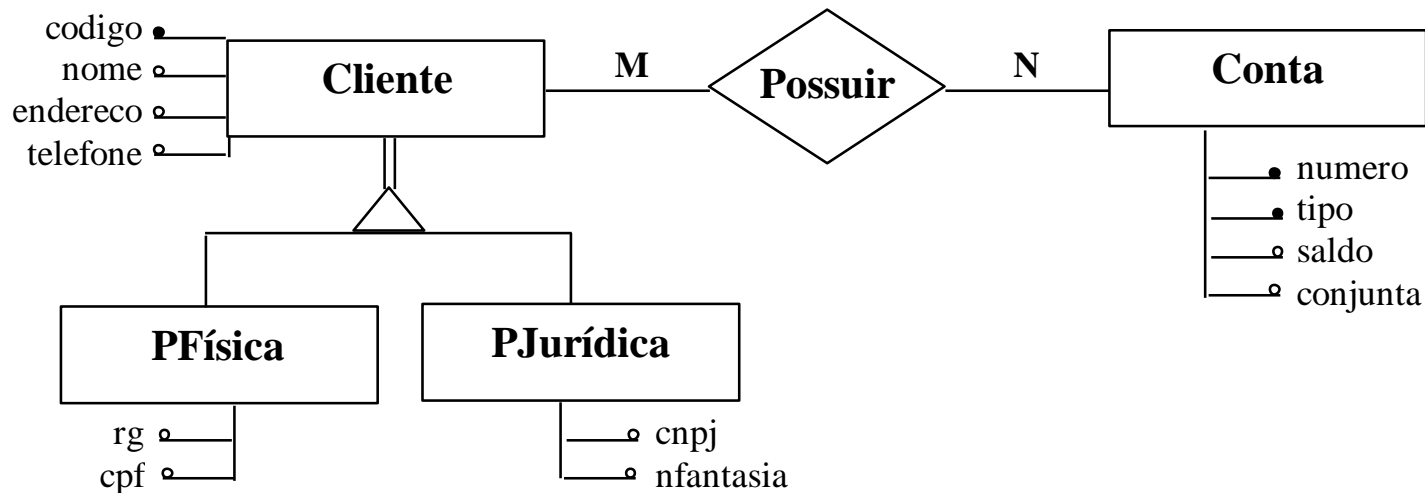 codigo
nome
endereco
telefone
Cliente
M
Possuir
N
Conta
numero
tipo
saldo
conjunta
PFísica
rg
cpf
PJurídica
cnpj
nfantasia